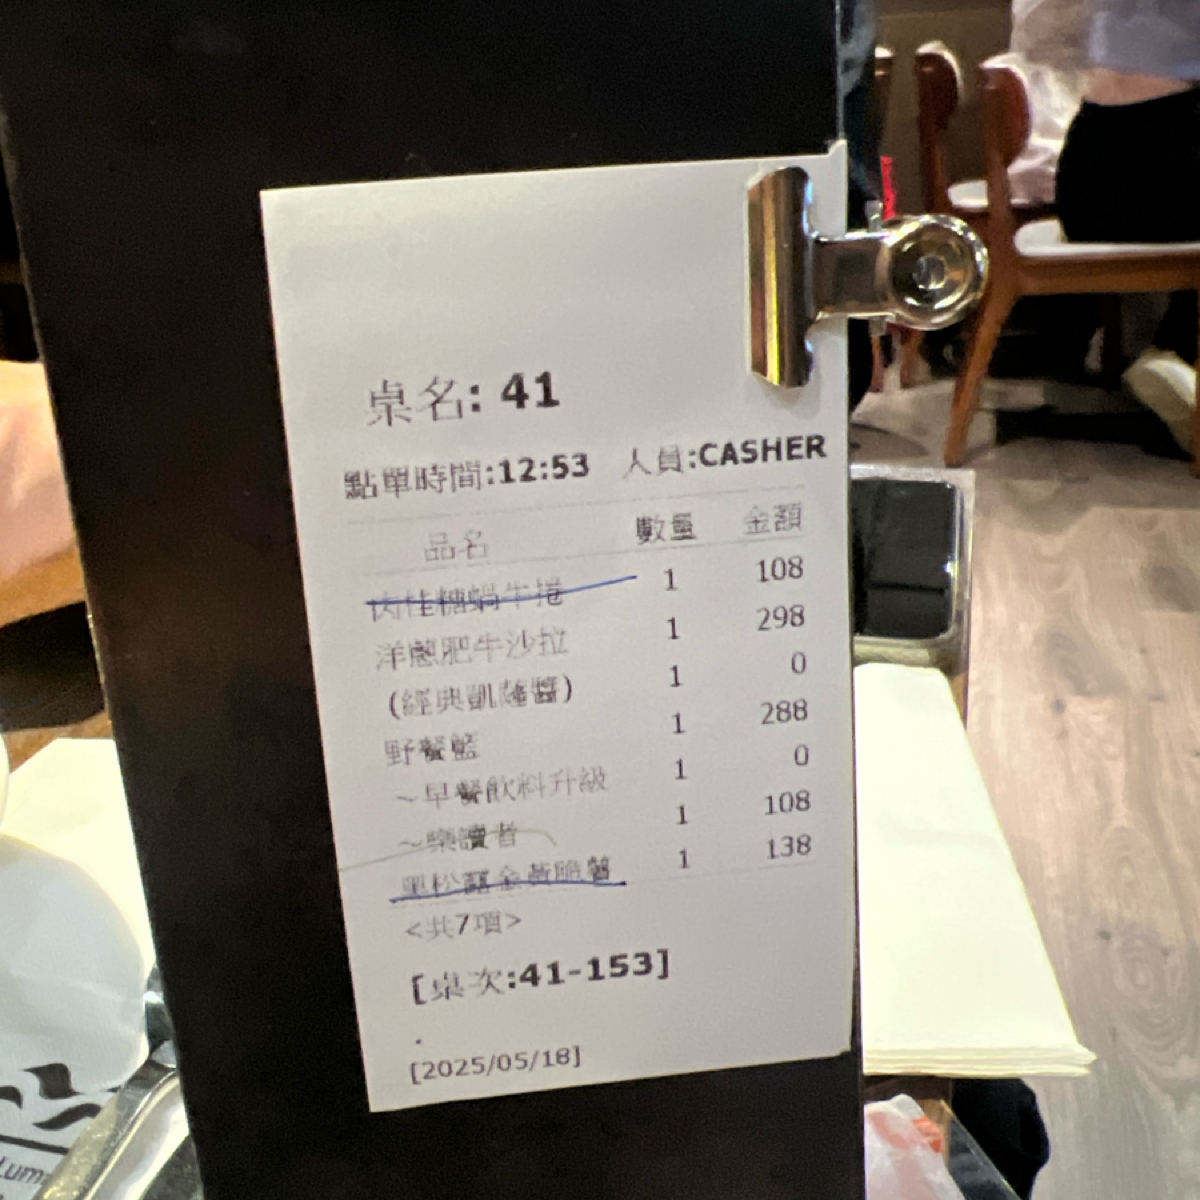 桌名: 41
點單時間:12:53 人員:CASHER
品名 數量 金額
肉桂糖蝸牛捲 1 108
洋蔥肥牛沙拉 1 298
(經典凱薩醬) 1 0
野餐籃 1 288
～早餐飲料升級 1 0
～樂讀者 1 108
黑松露金黃脆薯 1 138
<共7項>
[桌次:41-153]
.
[2025/05/18]
Lum